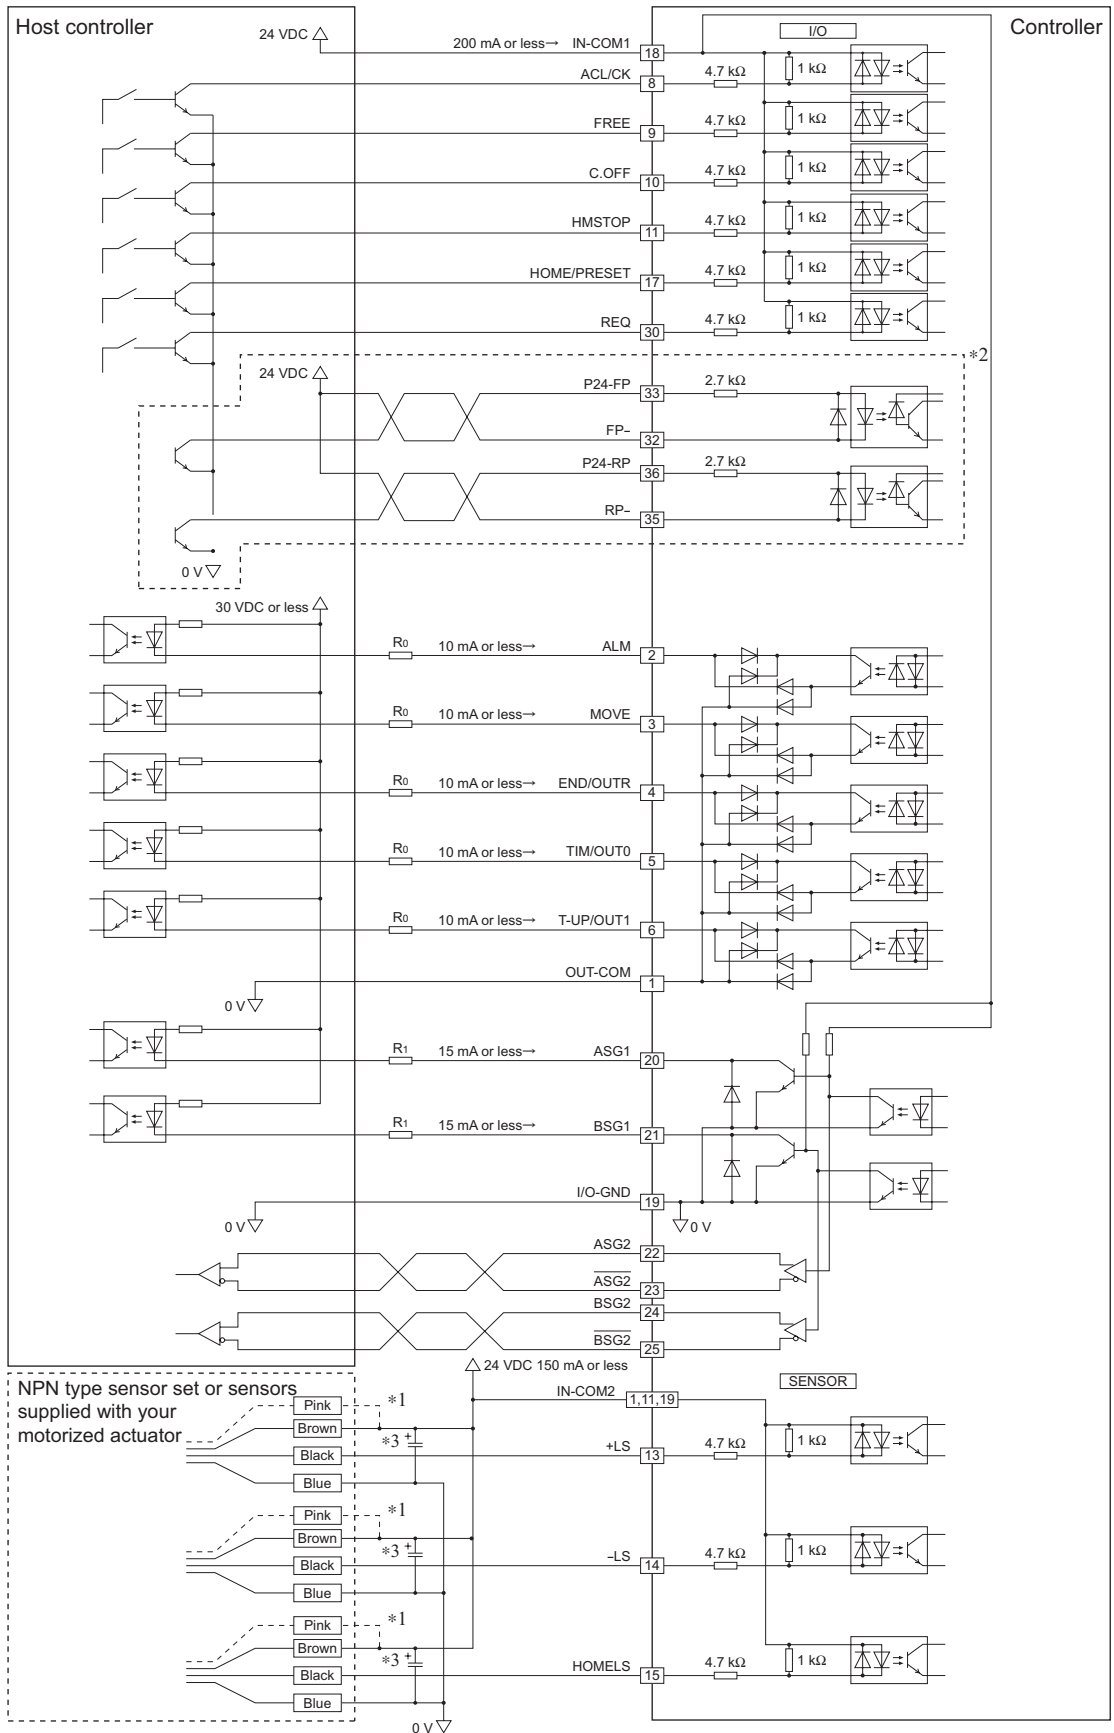 Host controller
Controller
24 VDC
200 mA or less→ IN-COM1
18
I/O
1 kΩ
ACL/CK
8
4.7 kΩ
FREE
9
4.7 kΩ
1 kΩ
C.OFF
10
4.7 kΩ
1 kΩ
HMSTOP
11
4.7 kΩ
1 kΩ
HOME/PRESET
17
4.7 kΩ
1 kΩ
REQ
30
4.7 kΩ
1 kΩ
*2
24 VDC
P24-FP
33
2.7 kΩ
FP–
32
P24-RP
36
2.7 kΩ
RP–
35
0 V
30 VDC or less
R0
10 mA or less→
ALM
2
R0
10 mA or less→
MOVE
3
R0
10 mA or less→
END/OUTR
4
R0
10 mA or less→
TIM/OUT0
5
R0
10 mA or less→
T-UP/OUT1
6
OUT-COM
1
0 V
R1
15 mA or less→
ASG1
20
R1
15 mA or less→
BSG1
21
I/O-GND
19
0 V
0 V
ASG2
22
ASG2
23
BSG2
24
BSG2
25
24 VDC 150 mA or less
NPN type sensor set or sensors
supplied with your
motorized actuator
IN-COM2
1,11,19
SENSOR
Pink
*1
Brown
*3 +
Black
Blue
+LS
13
4.7 kΩ
1 kΩ
Pink
*1
Brown
*3 +
Black
Blue
–LS
14
4.7 kΩ
1 kΩ
Pink
*1
Brown
*3 +
Black
Blue
HOMELS
15
4.7 kΩ
1 kΩ
0 V